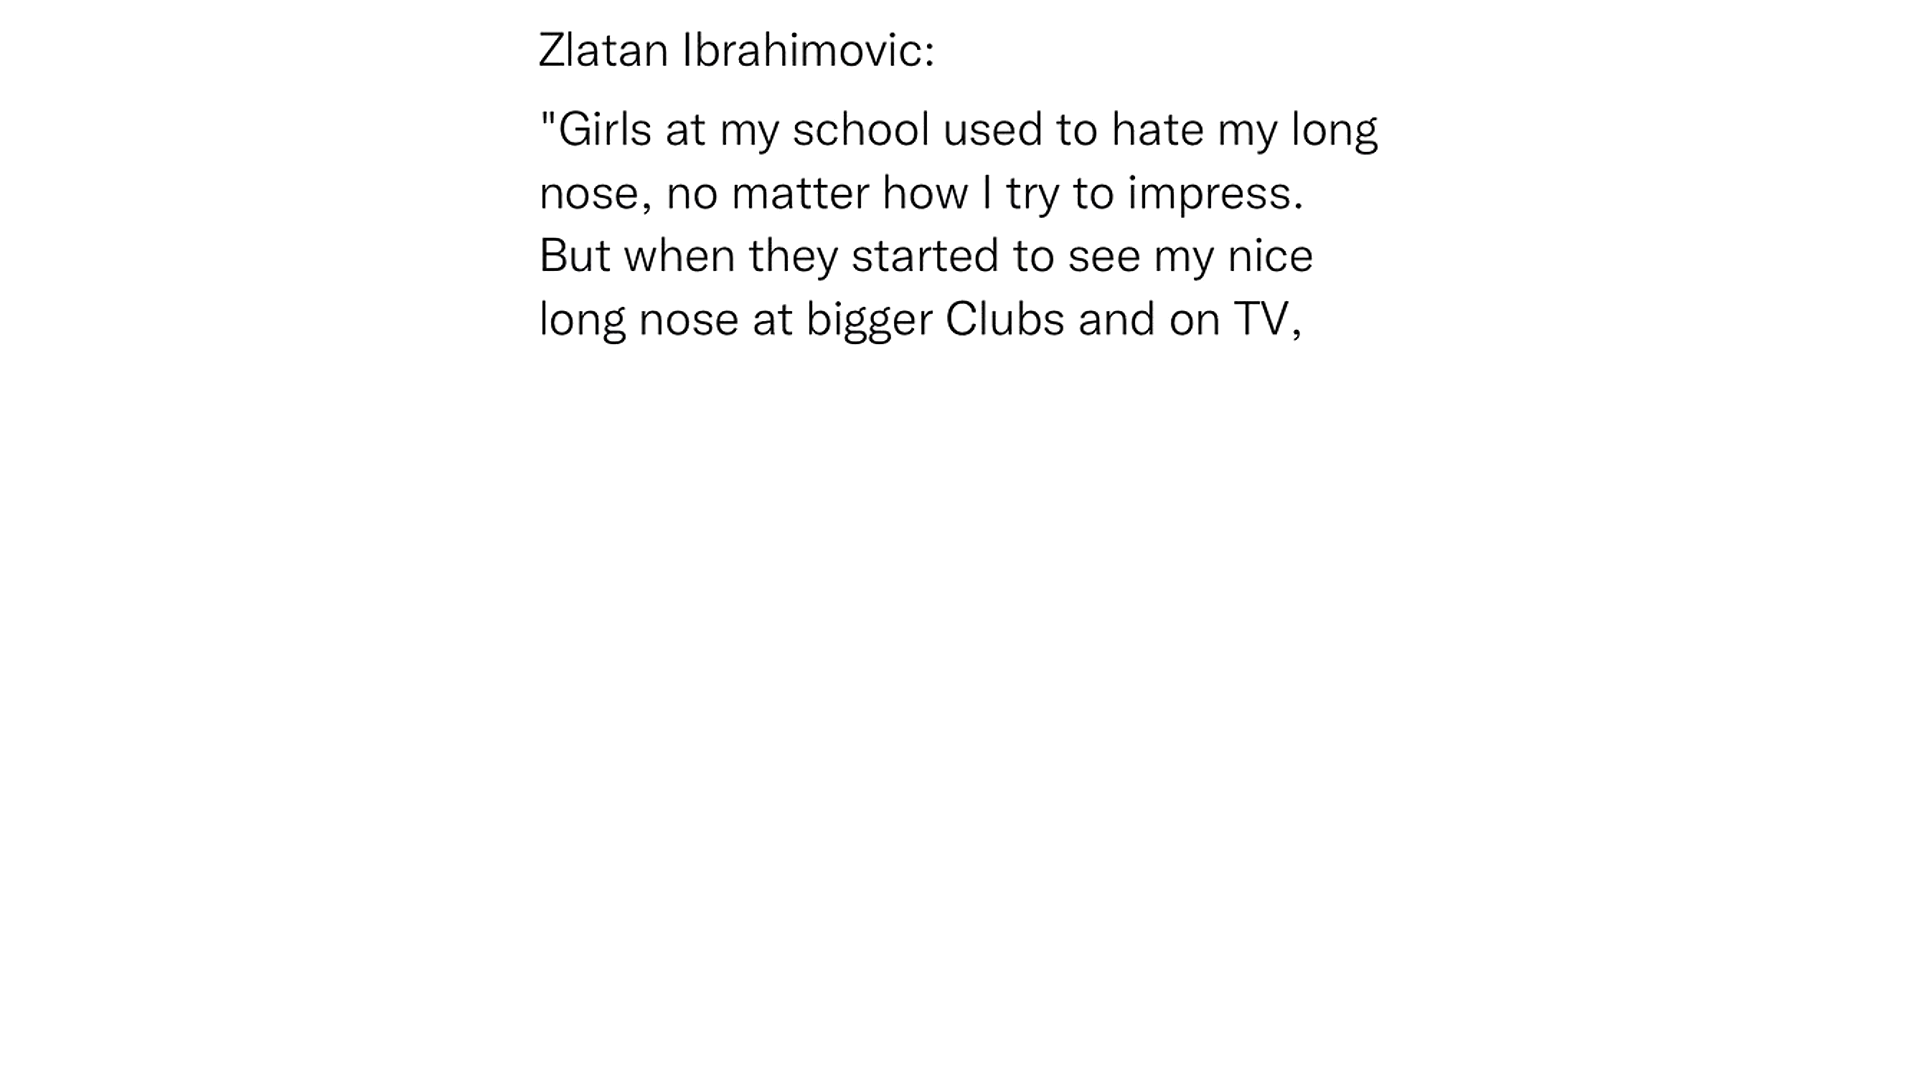 Zlatan Ibrahimovic:
"Girls at my school used to hate my long
nose, no matter how I try to impress.
But when they started to see my nice
long nose at bigger Clubs and on TV,